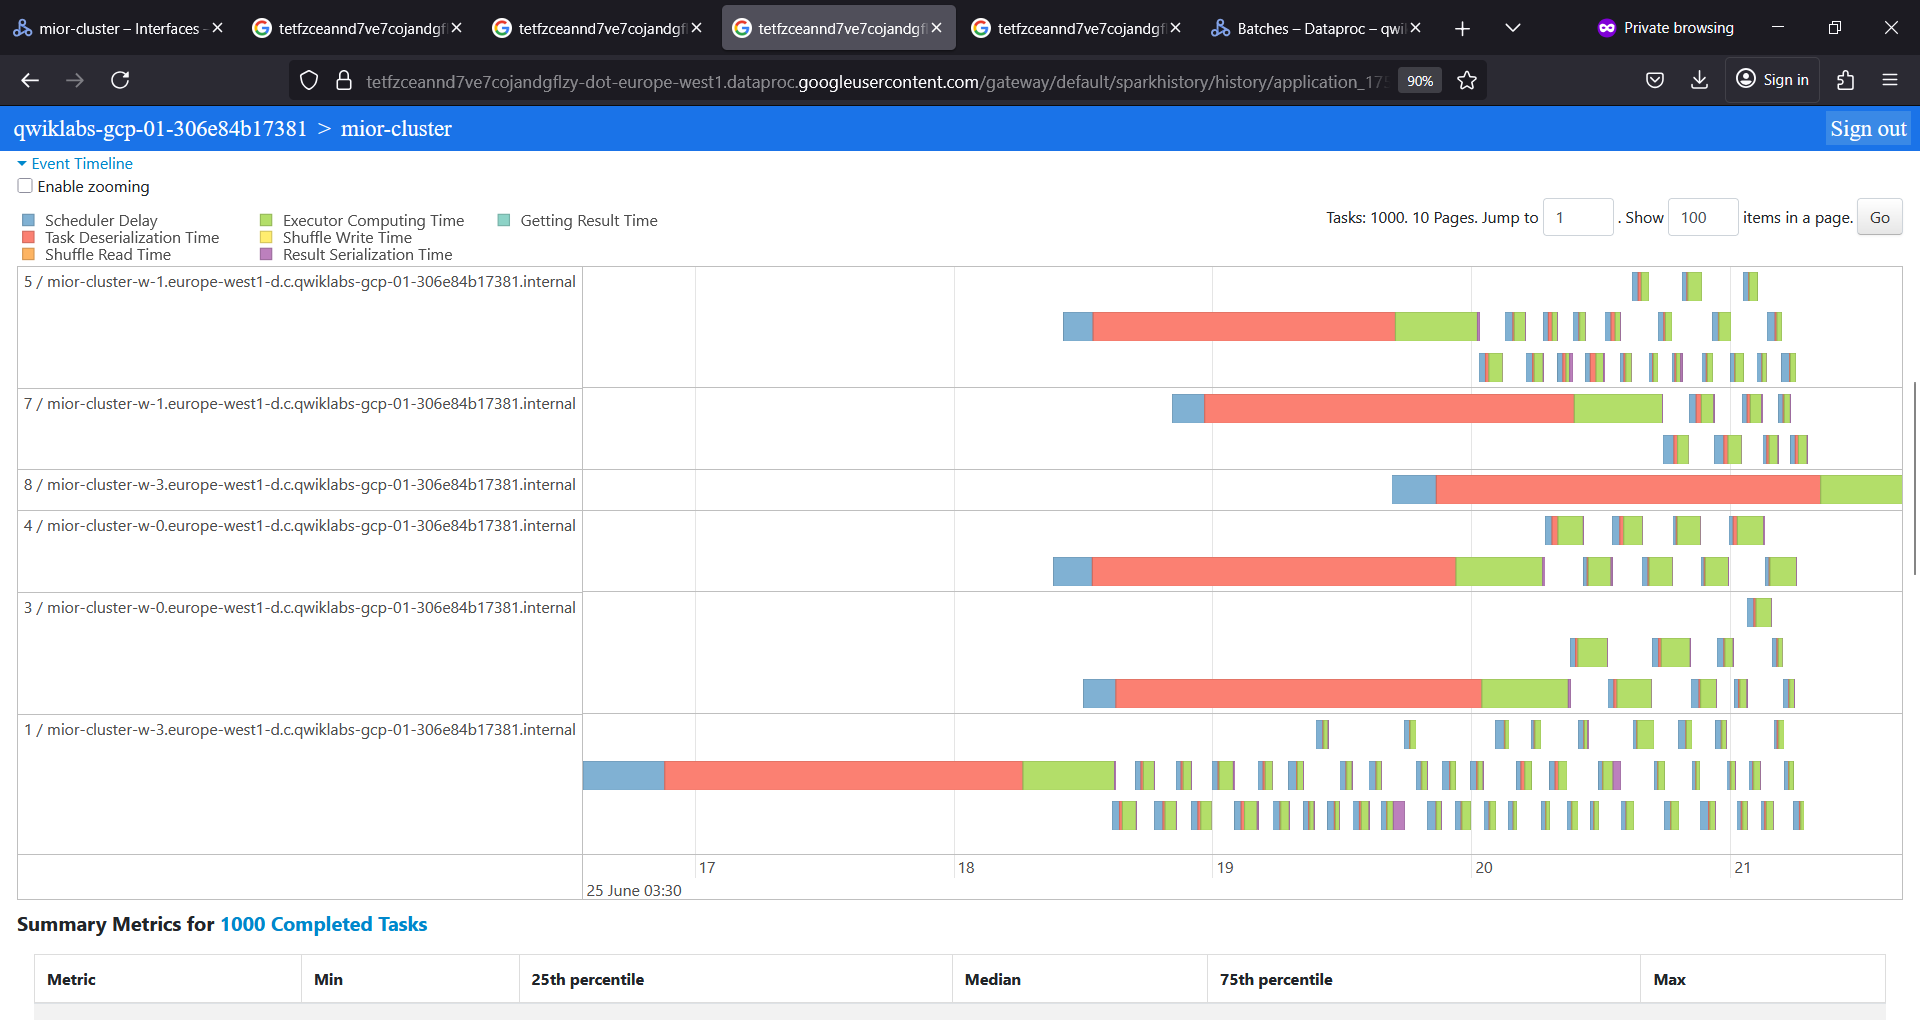 mior-cluster – Interfaces
tetfzceannd7ve7cojandgfl
tetfzceannd7ve7cojandgfl
tetfzceannd7ve7cojandgfl
tetfzceannd7ve7cojandgfl
Batches – Dataproc – qwi
Private browsing
tetfzceannd7ve7cojandgflzy-dot-europe-west1.dataproc.googleusercontent.com/gateway/default/sparkhistory/history/application_17
90%
Sign in
qwiklabs-gcp-01-306e84b17381 > mior-cluster
Sign out
Event Timeline
Enable zooming
Scheduler Delay
Executor Computing Time
Getting Result Time
Task Deserialization Time
Shuffle Write Time
Shuffle Read Time
Result Serialization Time
Tasks: 1000. 10 Pages. Jump to 1 . Show 100 items in a page. Go
5 / mior-cluster-w-1.europe-west1-d.c.qwiklabs-gcp-01-306e84b17381.internal
7 / mior-cluster-w-1.europe-west1-d.c.qwiklabs-gcp-01-306e84b17381.internal
8 / mior-cluster-w-3.europe-west1-d.c.qwiklabs-gcp-01-306e84b17381.internal
4 / mior-cluster-w-0.europe-west1-d.c.qwiklabs-gcp-01-306e84b17381.internal
3 / mior-cluster-w-0.europe-west1-d.c.qwiklabs-gcp-01-306e84b17381.internal
1 / mior-cluster-w-3.europe-west1-d.c.qwiklabs-gcp-01-306e84b17381.internal
17 18 19 20 21
25 June 03:30
Summary Metrics for 1000 Completed Tasks
Metric Min 25th percentile Median 75th percentile Max